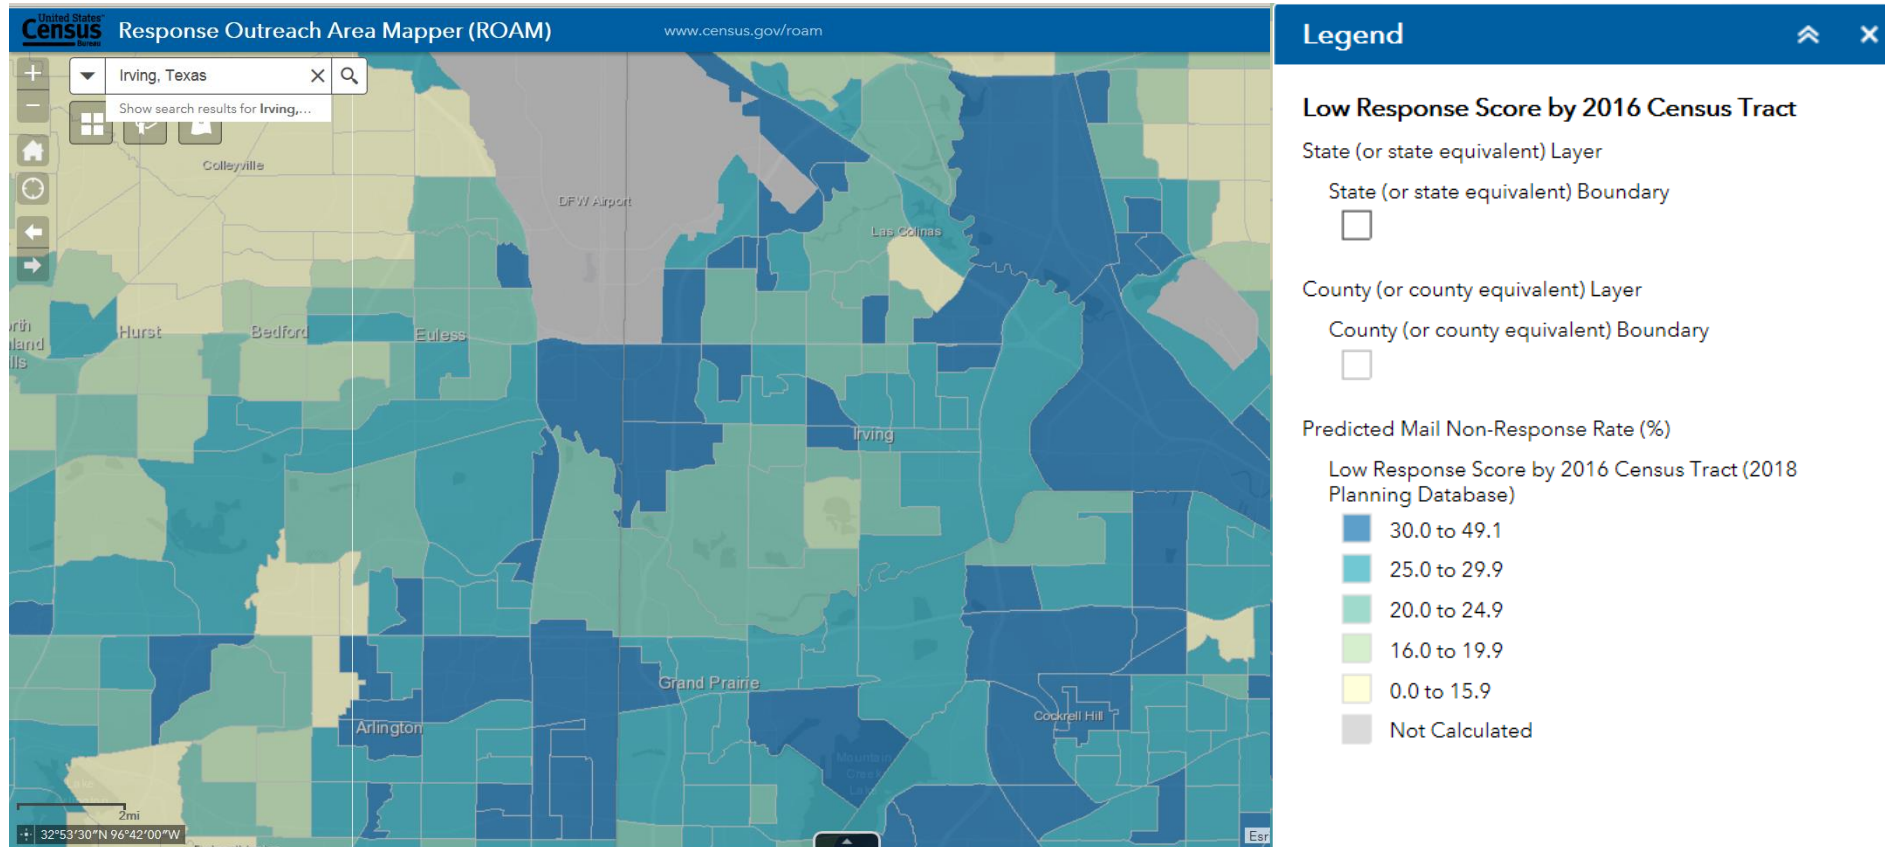 United States®
Census
Bureau
Response Outreach Area Mapper (ROAM)
www.census.gov/roam
Irving, Texas
Show search results for Irving,...
Colleyville
DFW Airport
Las Colinas
Hurst
Bedford
Euless
Irving
Grand Prairie
Arlington
Cockrell Hill
Mountain
Creek
Lake
2mi
32°53'30"N 96°42'00"W
Esr
Legend
Low Response Score by 2016 Census Tract
State (or state equivalent) Layer
State (or state equivalent) Boundary
County (or county equivalent) Layer
County (or county equivalent) Boundary
Predicted Mail Non-Response Rate (%)
Low Response Score by 2016 Census Tract (2018
Planning Database)
30.0 to 49.1
25.0 to 29.9
20.0 to 24.9
16.0 to 19.9
0.0 to 15.9
Not Calculated